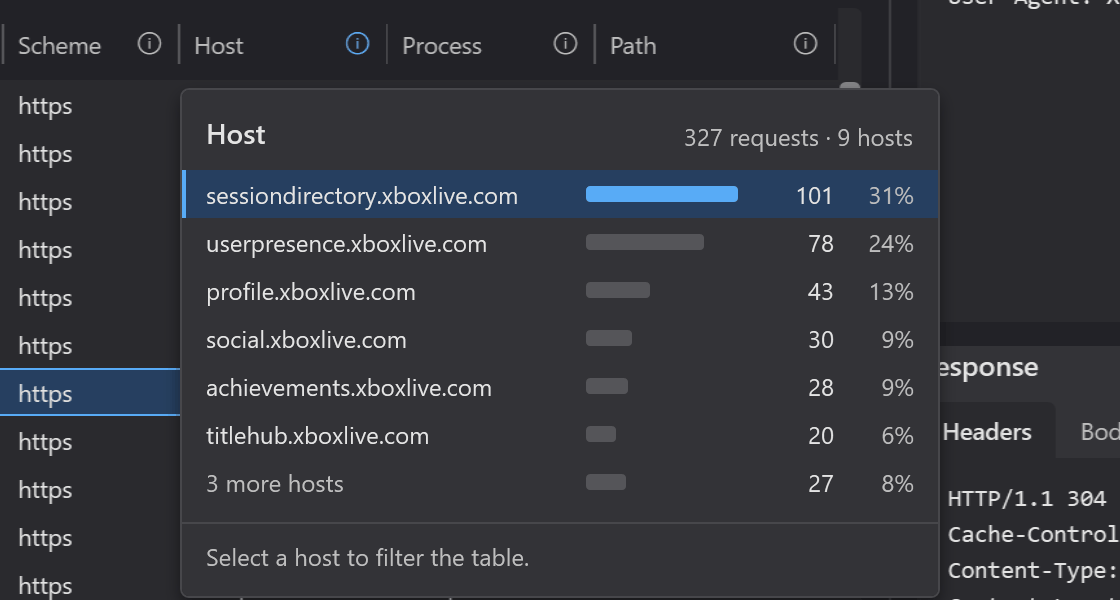 Scheme Host Process Path
https
https
https
https
https
https
https
https
https
https
https
Host 327 requests · 9 hosts
sessiondirectory.xboxlive.com 101 31%
userpresence.xboxlive.com 78 24%
profile.xboxlive.com 43 13%
social.xboxlive.com 30 9%
achievements.xboxlive.com 28 9%
titlehub.xboxlive.com 20 6%
3 more hosts 27 8%
Select a host to filter the table.
esponse
Headers Bod
HTTP/1.1 304
Cache-Control
Content-Type: